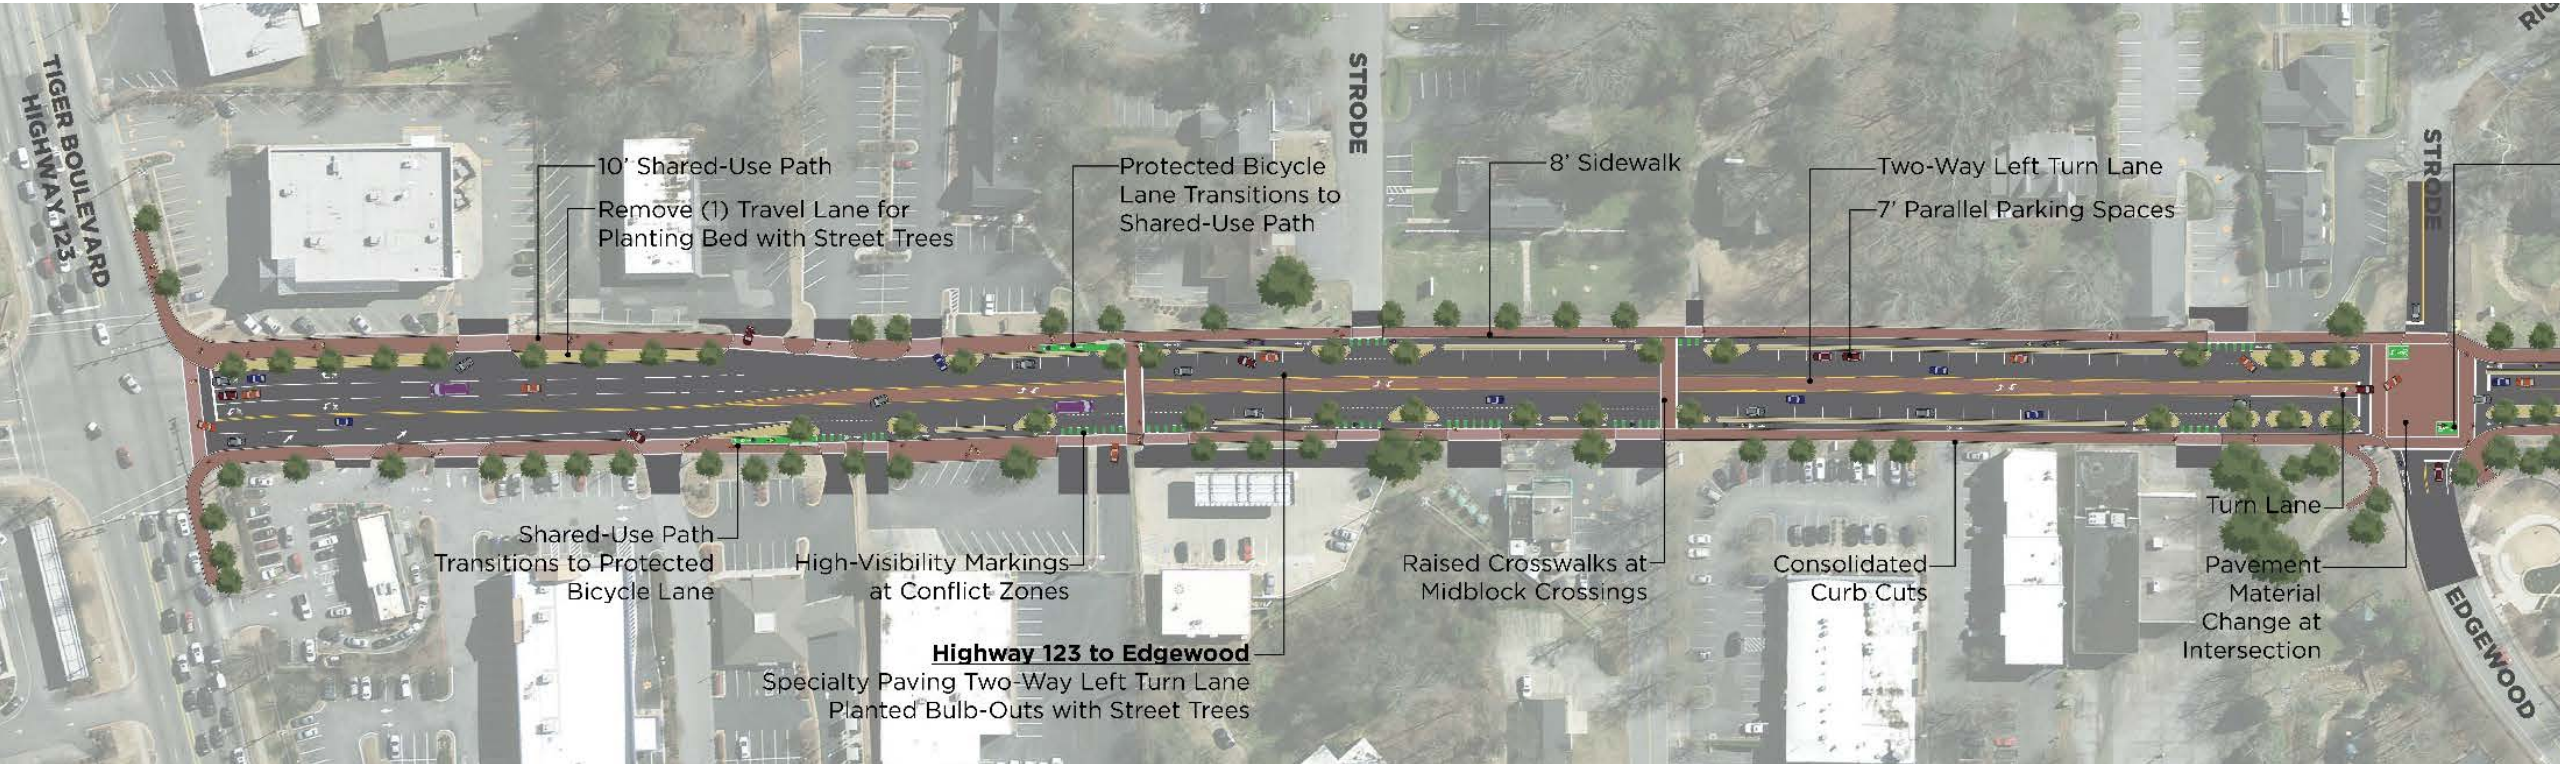 TIGER BOULEVARD
HIGHWAY 123
10' Shared-Use Path
Remove (1) Travel Lane for
Planting Bed with Street Trees
Protected Bicycle
Lane Transitions to
Shared-Use Path
STRODE
8' Sidewalk
Two-Way Left Turn Lane
7' Parallel Parking Spaces
STRODE
Shared-Use Path
Transitions to Protected
Bicycle Lane
High-Visibility Markings
at Conflict Zones
Highway 123 to Edgewood
Specialty Paving Two-Way Left Turn Lane
Planted Bulb-Outs with Street Trees
Raised Crosswalks at
Midblock Crossings
Consolidated
Curb Cuts
Turn Lane
Pavement
Material
Change at
Intersection
EDGEWOOD